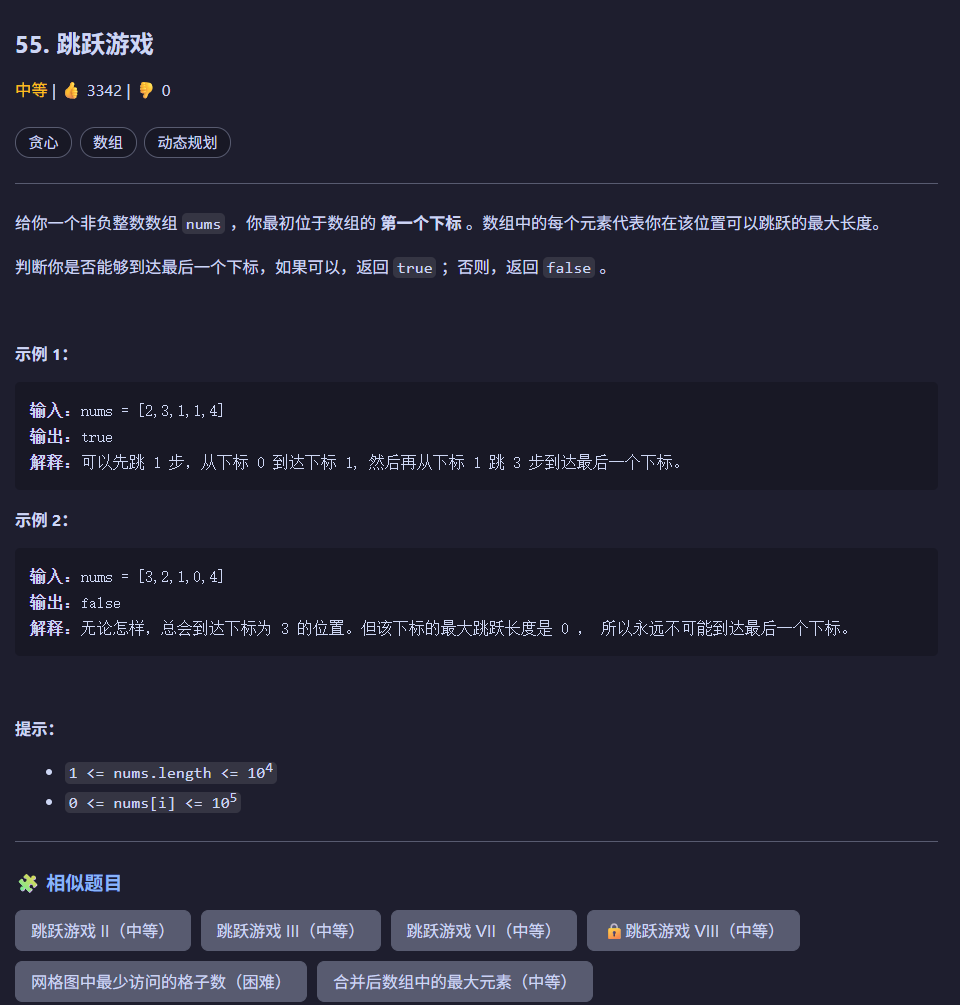 55. 跳跃游戏
中等 | 👍 3342 | 👎 0
贪心 数组 动态规划
给你一个非负整数数组 nums ，你最初位于数组的 第一个下标 。数组中的每个元素代表你在该位置可以跳跃的最大长度。
判断你是否能够到达最后一个下标，如果可以，返回 true ；否则，返回 false 。
示例 1：
输入：nums = [2,3,1,1,4]
输出：true
解释：可以先跳 1 步，从下标 0 到达下标 1, 然后再从下标 1 跳 3 步到达最后一个下标。
示例 2：
输入：nums = [3,2,1,0,4]
输出：false
解释：无论怎样，总会到达下标为 3 的位置。但该下标的最大跳跃长度是 0 ， 所以永远不可能到达最后一个下标。
提示：
• 1 <= nums.length <= 10⁴
• 0 <= nums[i] <= 10⁵
🧩 相似题目
跳跃游戏 II（中等） 跳跃游戏 III（中等） 跳跃游戏 VII（中等） 🔒跳跃游戏 VIII（中等）
网格图中最少访问的格子数（困难） 合并后数组中的最大元素（中等）